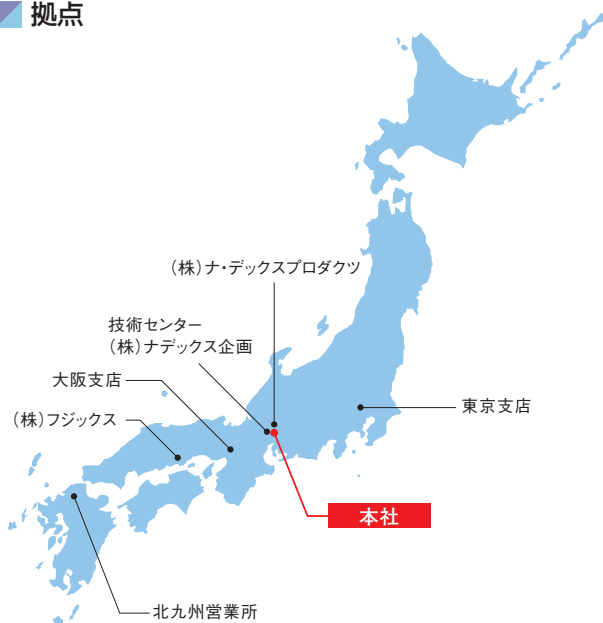 拠点
（株）ナ・デックスプロダクツ
技術センター
（株）ナデックス企画
大阪支店
（株）フジックス
東京支店
本社
北九州営業所